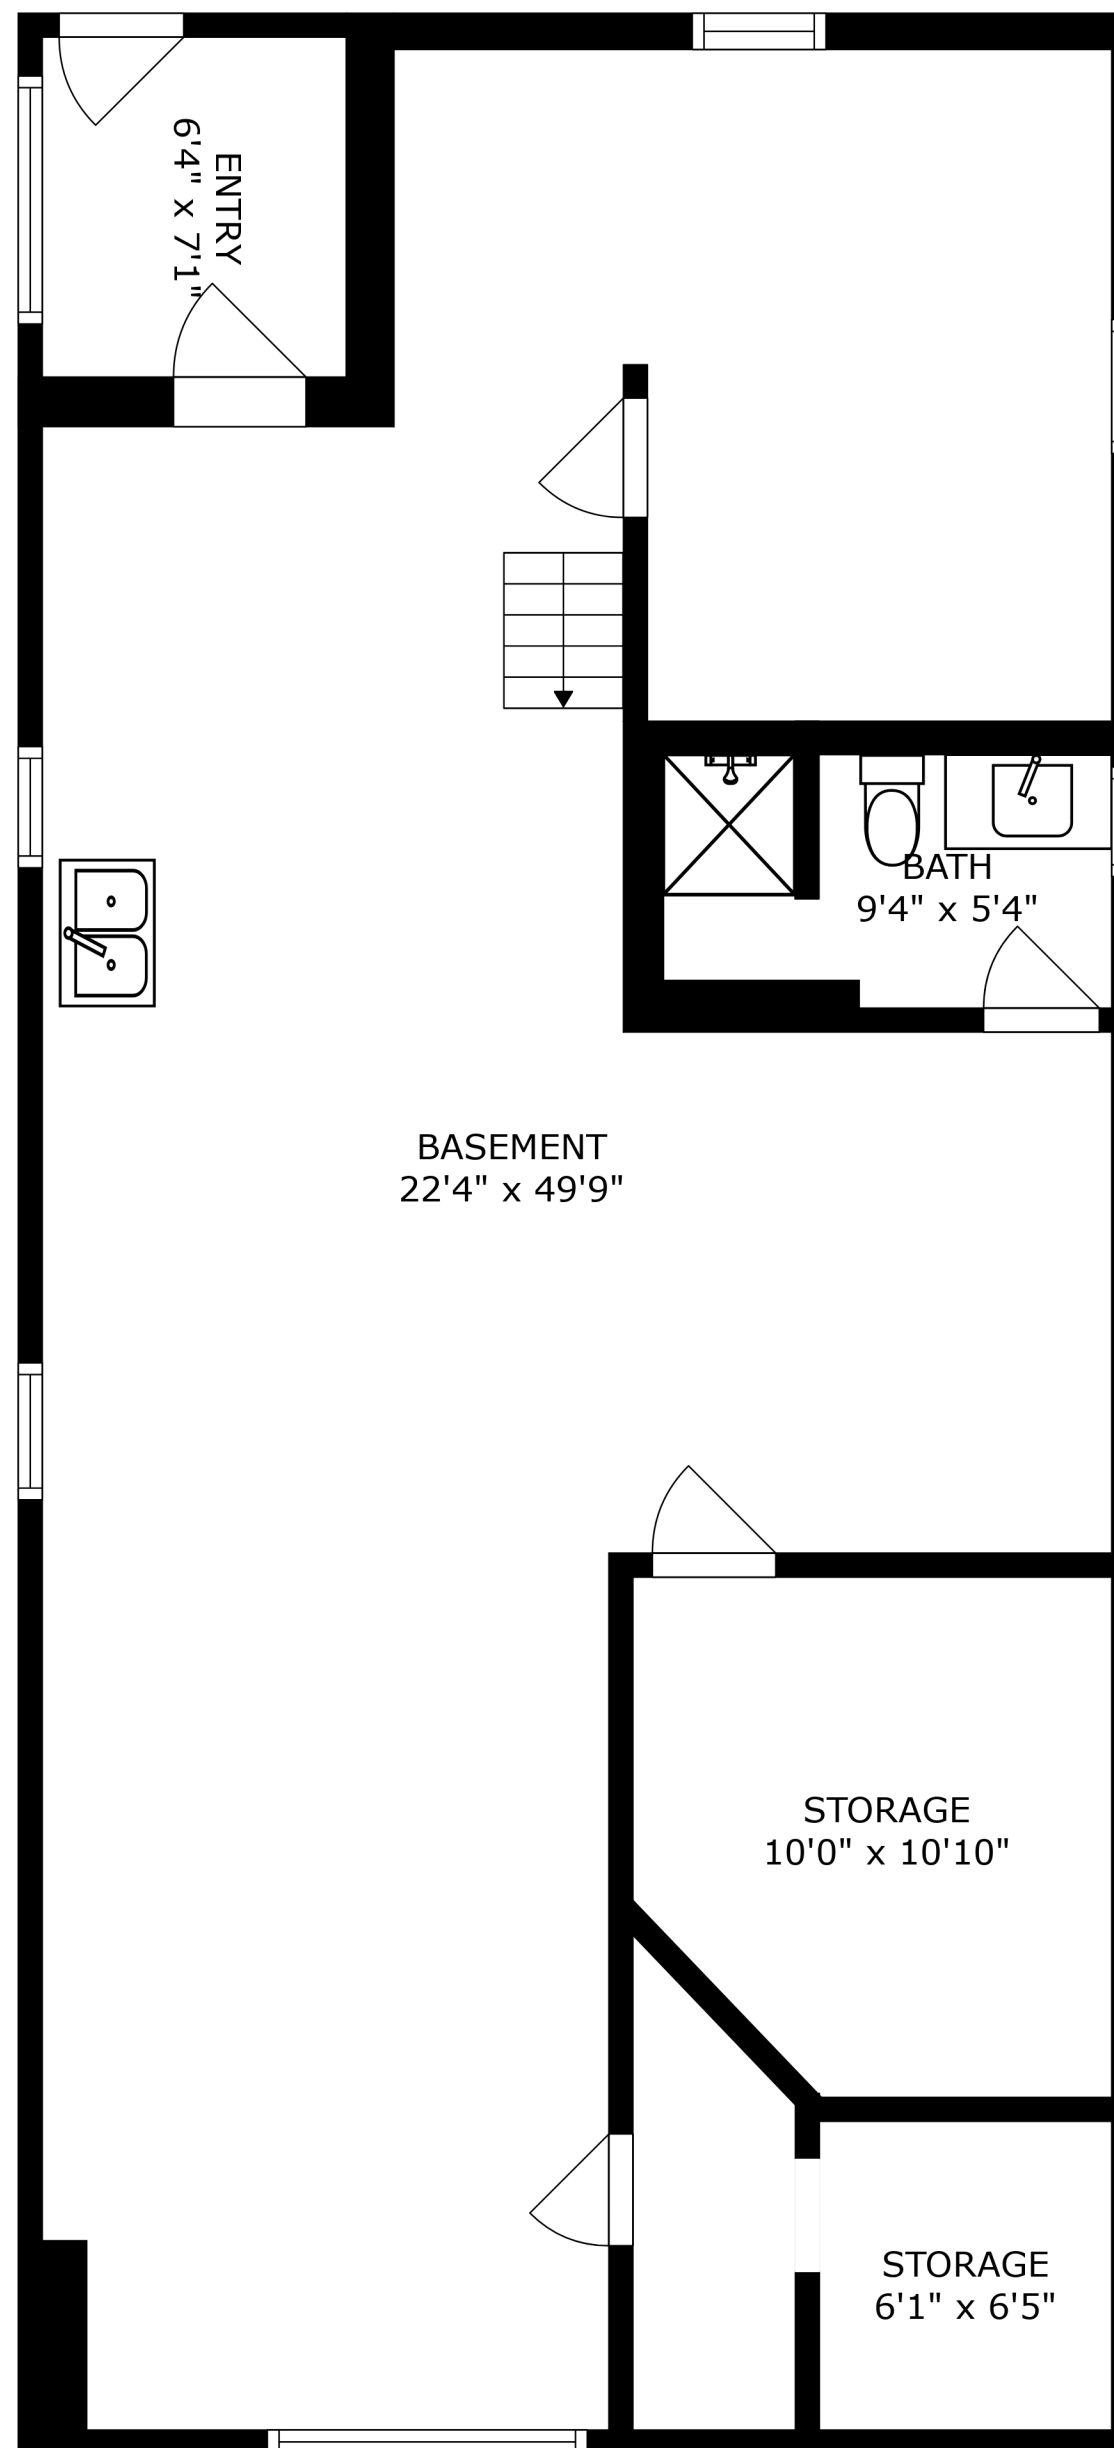 ENTRY
6'4" x 7'1"
BATH
9'4" x 5'4"
BASEMENT
22'4" x 49'9"
STORAGE
10'0" x 10'10"
STORAGE
6'1" x 6'5"